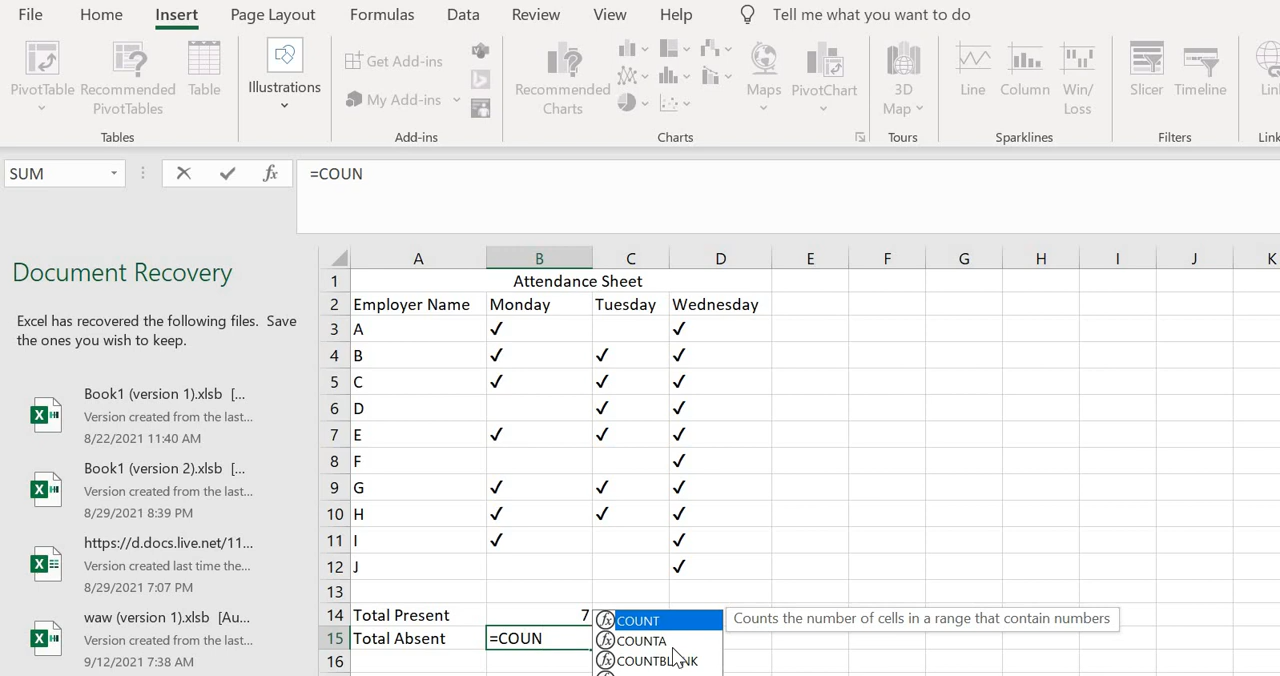 File Home Insert Page Layout Formulas Data Review View Help Tell me what you want to do
PivotTable
Recommended
PivotTables
Table
Illustrations
Get Add-ins
My Add-ins
Recommended
Charts
Maps
PivotChart
3D
Map
Line
Column
Win/
Loss
Slicer
Timeline
Tables
Add-ins
Charts
Tours
Sparklines
Filters
SUM
fx
=COUN
Document Recovery
Excel has recovered the following files. Save
the ones you wish to keep.
Book1 (version 1).xlsb [...
Version created from the last...
8/22/2021 11:40 AM
Book1 (version 2).xlsb [...
Version created from the last...
8/29/2021 8:39 PM
https://d.docs.live.net/11...
Version created last time the...
8/29/2021 7:07 PM
waw (version 1).xlsb [Au...
Version created from the last...
9/12/2021 7:38 AM
A B C D E F G H I J K
1 Attendance Sheet
2 Employer Name Monday Tuesday Wednesday
3 A ✓ ✓
4 B ✓ ✓ ✓
5 C ✓ ✓ ✓
6 D ✓ ✓
7 E ✓ ✓ ✓
8 F ✓
9 G ✓ ✓ ✓
10 H ✓ ✓ ✓
11 I ✓ ✓
12 J ✓
13
14 Total Present 7
15 Total Absent =COUN
16
fx COUNT
fx COUNTA
fx COUNTBLANK
Counts the number of cells in a range that contain numbers